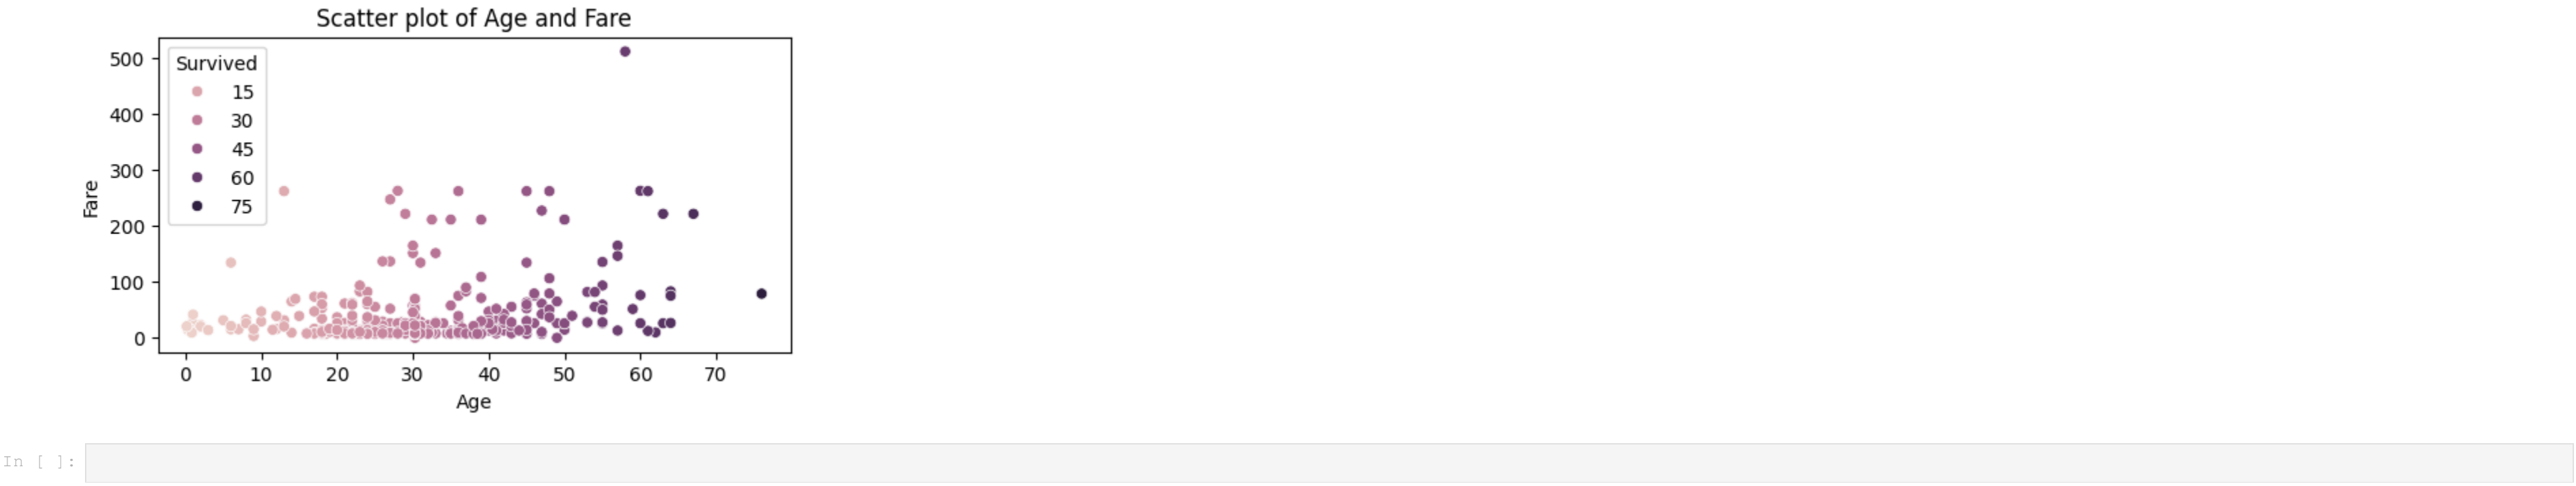 Scatter plot of Age and Fare
500
400
300
200
100
0
Fare
Survived
15
30
45
60
75
0 10 20 30 40 50 60 70
Age
In [ ]: